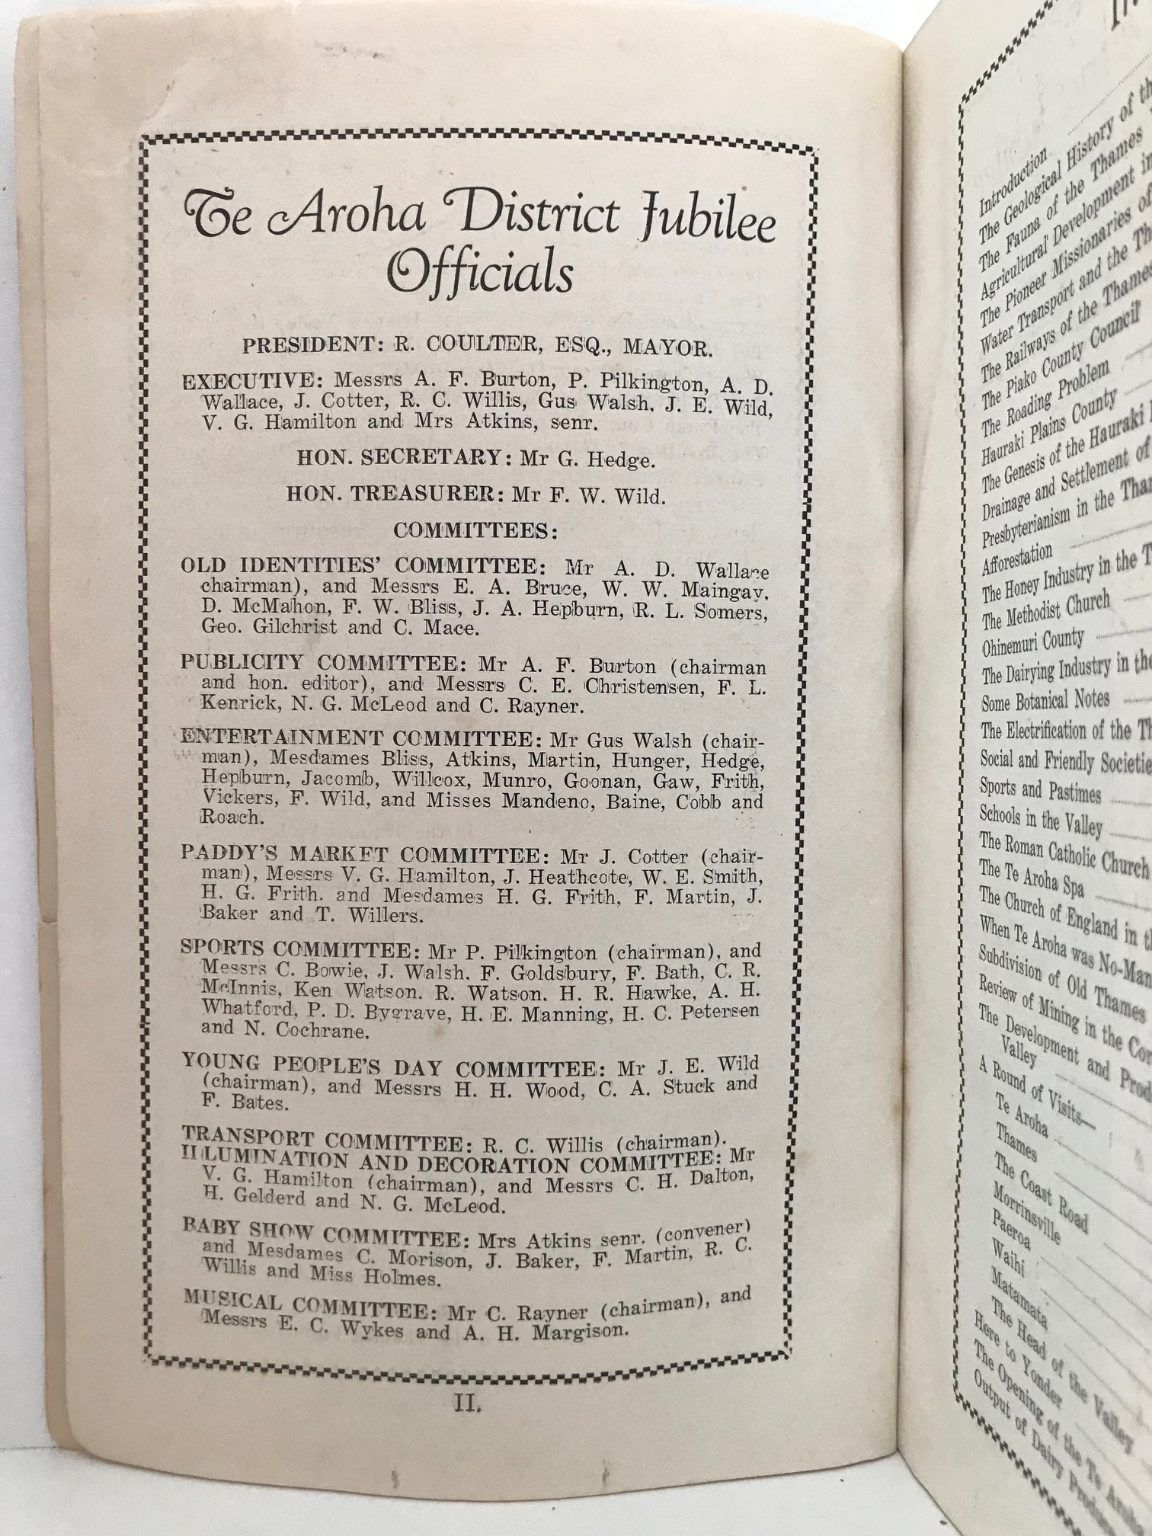 Te Aroha District Jubilee
Officials
PRESIDENT: R. COULTER, ESQ., MAYOR.
EXECUTIVE: Messrs A. F. Burton, P. Pilkington, A. D.
Wallace, J. Cotter, R. C. Willis, Gus Walsh, J. E. Wild,
V. G. Hamilton and Mrs Atkins, senr.
HON. SECRETARY: Mr G. Hedge.
HON. TREASURER: Mr F. W. Wild.
COMMITTEES:
OLD IDENTITIES' COMMITTEE: Mr A. D. Wallace
chairman), and Messrs E. A. Bruce, W. W. Maingay,
D. McMahon, F. W. Bliss, J. A. Hepburn, R. L. Somers,
Geo. Gilchrist and C. Mace.
PUBLICITY COMMITTEE: Mr A. F. Burton (chairman
and hon. editor), and Messrs C. E. Christensen, F. L.
Kenrick, N. G. McLeod and C. Rayner.
ENTERTAINMENT COMMITTEE: Mr Gus Walsh (chair-
man), Mesdames Bliss, Atkins, Martin, Hunger, Hedge,
Hepburn, Jacomb, Willcox, Munro, Goonan, Gaw, Frith,
Vickers, F. Wild, and Misses Mandeno, Baine, Cobb and
Roach.
PADDY'S MARKET COMMITTEE: Mr J. Cotter (chair-
man), Messrs V. G. Hamilton, J. Heathcote, W. E. Smith,
H. G. Frith. and Mesdames H. G. Frith, F. Martin, J.
Baker and T. Willers.
SPORTS COMMITTEE: Mr P. Pilkington (chairman), and
Messrs C. Bowie, J. Walsh. F. Goldsbury, F. Bath, C. R.
McInnis, Ken Watson. R. Watson. H. R. Hawke, A. H.
Whatford, P. D. Bygrave, H. E. Manning, H. C. Petersen
and N. Cochrane.
YOUNG PEOPLE'S DAY COMMITTEE: Mr J. E. Wild
(chairman), and Messrs H. H. Wood, C. A. Stuck and
F. Bates.
TRANSPORT COMMITTEE: R. C. Willis (chairman).
ILLUMINATION AND DECORATION COMMITTEE: Mr
V. G. Hamilton (chairman), and Messrs C. H. Dalton,
H. Gelderd and N. G. McLeod.
BABY SHOW COMMITTEE: Mrs Atkins senr. (convener)
and Mesdames C. Morison, J. Baker, F. Martin, R. C.
Willis and Miss Holmes.
MUSICAL COMMITTEE: Mr C. Rayner (chairman), and
Messrs E. C. Wykes and A. H. Margison.
II.
Introduction
The Geological History of the
The Fauna of the Thames
Agricultural Development in
The Pioneer Missionaries of
Water Transport and the
The Railways of the Thames
The Piako County Council
The Roading Problem
Hauraki Plains County
The Genesis of the Hauraki
Drainage and Settlement of
Presbyterianism in the
Afforestation
The Honey Industry in the
The Methodist Church
Ohinemuri County
The Dairying Industry in the
Some Botanical Notes
The Electrification of the
Social and Friendly
Sports and Pastimes
Schools in the Valley
The Roman Catholic Church
The Te Aroha Spa
The Church of England in
When Te Aroha was
Subdivision of Old Thames
Review of Mining in the
The Development and
Valley
A Round of Visits—
Te Aroha
Thames
The Coast Road
Morrinsville
Paeroa
Waihi
Matamata
The Head of the Valley
Here to Yonder
The Opening of the Te
Output of Dairy